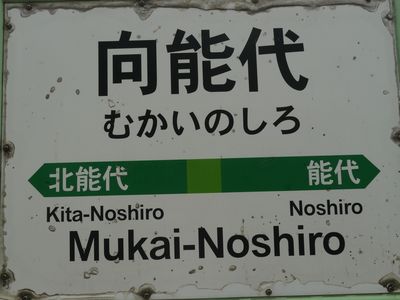 向能代
むかいのしろ
北能代 能代
Kita-Noshiro Noshiro
Mukai-Noshiro